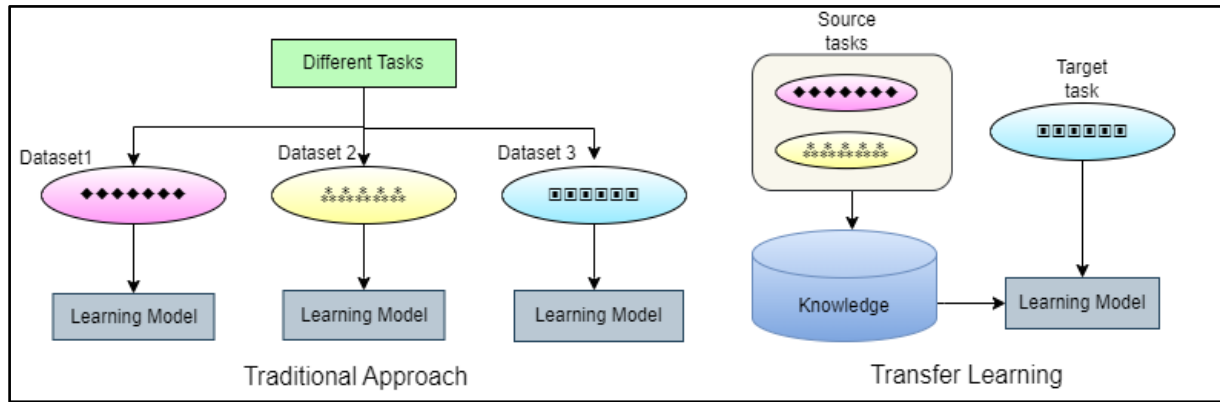 Different Tasks
Dataset1
Dataset 2
Dataset 3
◆◆◆◆◆◆◆
⁂⁂⁂⁂⁂
▣▣▣▣▣▣
Learning Model
Learning Model
Learning Model
Traditional Approach
Source
tasks
◆◆◆◆◆◆◆
⁂⁂⁂⁂⁂
Target
task
▣▣▣▣▣▣
Knowledge
Learning Model
Transfer Learning